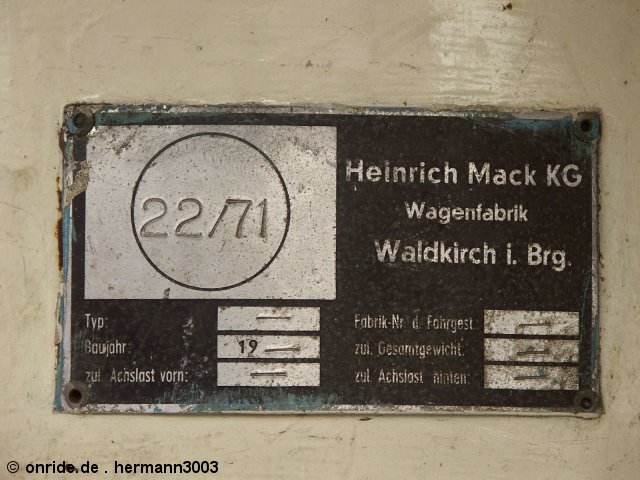 22/71
Heinrich Mack KG
Wagenfabrik
Waldkirch i. Brg.
Typ: —
Baujahr: 19 —
zul. Achslast vorn: —
Fabrik-Nr. d. Fahrgest. —
zul. Gesamtgewicht. —
zul. Achslast hinten: —
© onride.de . hermann3003